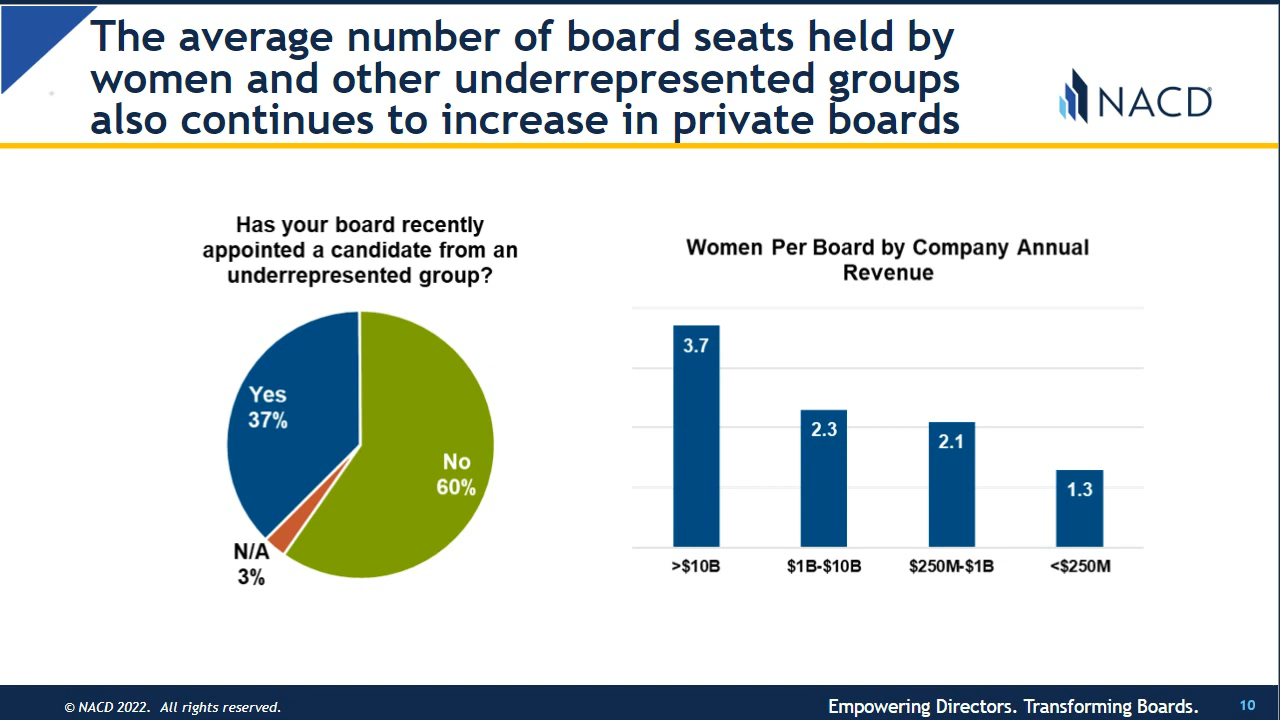 The average number of board seats held by
women and other underrepresented groups
also continues to increase in private boards
NACD
Has your board recently
appointed a candidate from an
underrepresented group?
Yes
37%
No
60%
N/A
3%
Women Per Board by Company Annual
Revenue
3.7
2.3
2.1
1.3
>$10B
$1B-$10B
$250M-$1B
<$250M
© NACD 2022. All rights reserved.
Empowering Directors. Transforming Boards.
10